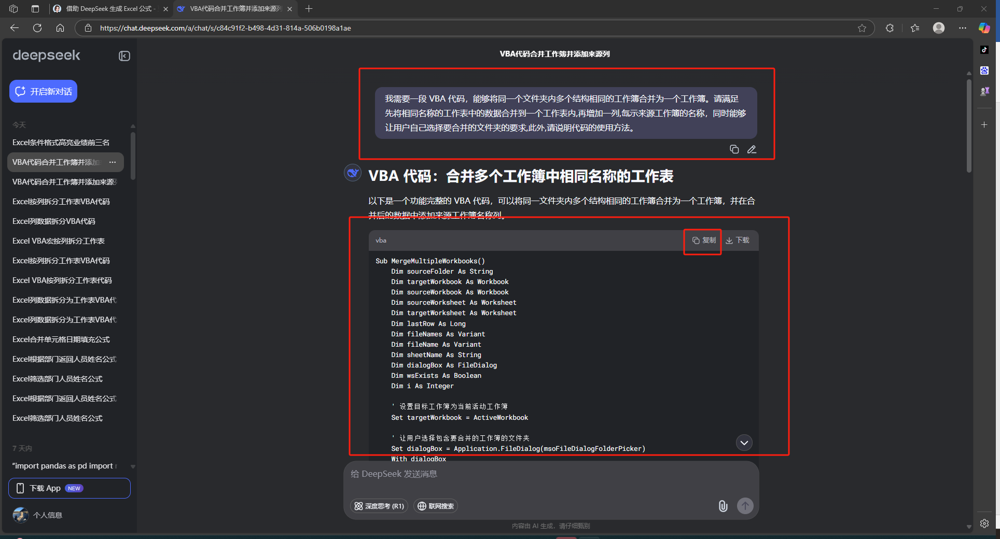 借助 DeepSeek 生成 Excel 公式 -
VBA代码合并工作簿并添加来源列
https://chat.deepseek.com/a/chat/s/c84c91f2-b498-4d31-814a-506b0198a1ae
deepseek
开启新对话
今天
Excel条件格式高亮业绩前三名
VBA代码合并工作簿并添加
VBA代码合并工作簿并添加来源
Excel按列拆分工作表VBA代码
Excel列数据拆分VBA代码
Excel VBA宏按列拆分工作表
Excel按列拆分工作表VBA代码
Excel VBA按列拆分工作表代码
Excel列数据拆分为工作表VBA代
Excel列数据拆分为工作表VBA代
Excel合并单元格日期填充公式
Excel根据部门返回人员姓名公式
Excel筛选部门人员姓名公式
Excel根据部门返回人员姓名公式
Excel筛选部门人员姓名公式
7 天内
“import pandas as pd import
下载 App NEW
个人信息
VBA代码合并工作簿并添加来源列
我需要一段 VBA 代码，能够将同一个文件夹内多个结构相同的工作簿合并为一个工作簿。请满足
先将相同名称的工作表中的数据合并到一个工作表内,再增加一列,氙示来源工作簿的名称，同时能够
让用户自己选择要合并的文件夹的要求,此外,请说明代码的使用方法。
VBA 代码：合并多个工作簿中相同名称的工作表
以下是一个功能完整的 VBA 代码，可以将同一文件夹内多个结构相同的工作簿合并为一个工作簿，并在合
并后的数据中添加来源工作簿名称列。
vba 复制 下载
Sub MergeMultipleWorkbooks()
Dim sourceFolder As String
Dim targetWorkbook As Workbook
Dim sourceWorkbook As Workbook
Dim sourceWorksheet As Worksheet
Dim targetWorksheet As Worksheet
Dim lastRow As Long
Dim fileNames As Variant
Dim fileName As Variant
Dim sheetName As String
Dim dialogBox As FileDialog
Dim wsExists As Boolean
Dim i As Integer
' 设置目标工作簿为当前活动工作簿
Set targetWorkbook = ActiveWorkbook
' 让用户选择包含要合并的工作簿的文件夹
Set dialogBox = Application.FileDialog(msoFileDialogFolderPicker)
With dialogBox
给 DeepSeek 发送消息
深度思考 (R1) 联网搜索
内容由 AI 生成，请仔细甄别